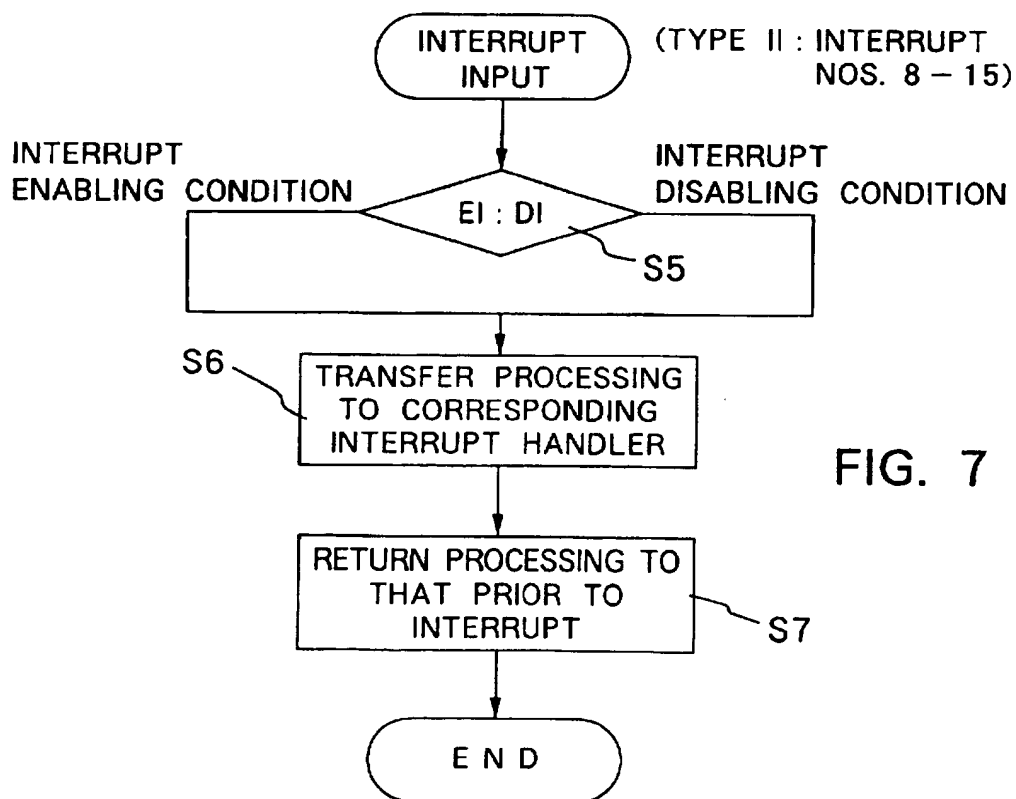 INTERRUPT
INPUT
(TYPE II : INTERRUPT
NOS. 8 – 15)
INTERRUPT
ENABLING CONDITION
INTERRUPT
DISABLING CONDITION
EI : DI
S5
S6
TRANSFER PROCESSING
TO CORRESPONDING
INTERRUPT HANDLER
FIG. 7
RETURN PROCESSING TO
THAT PRIOR TO
INTERRUPT
S7
END